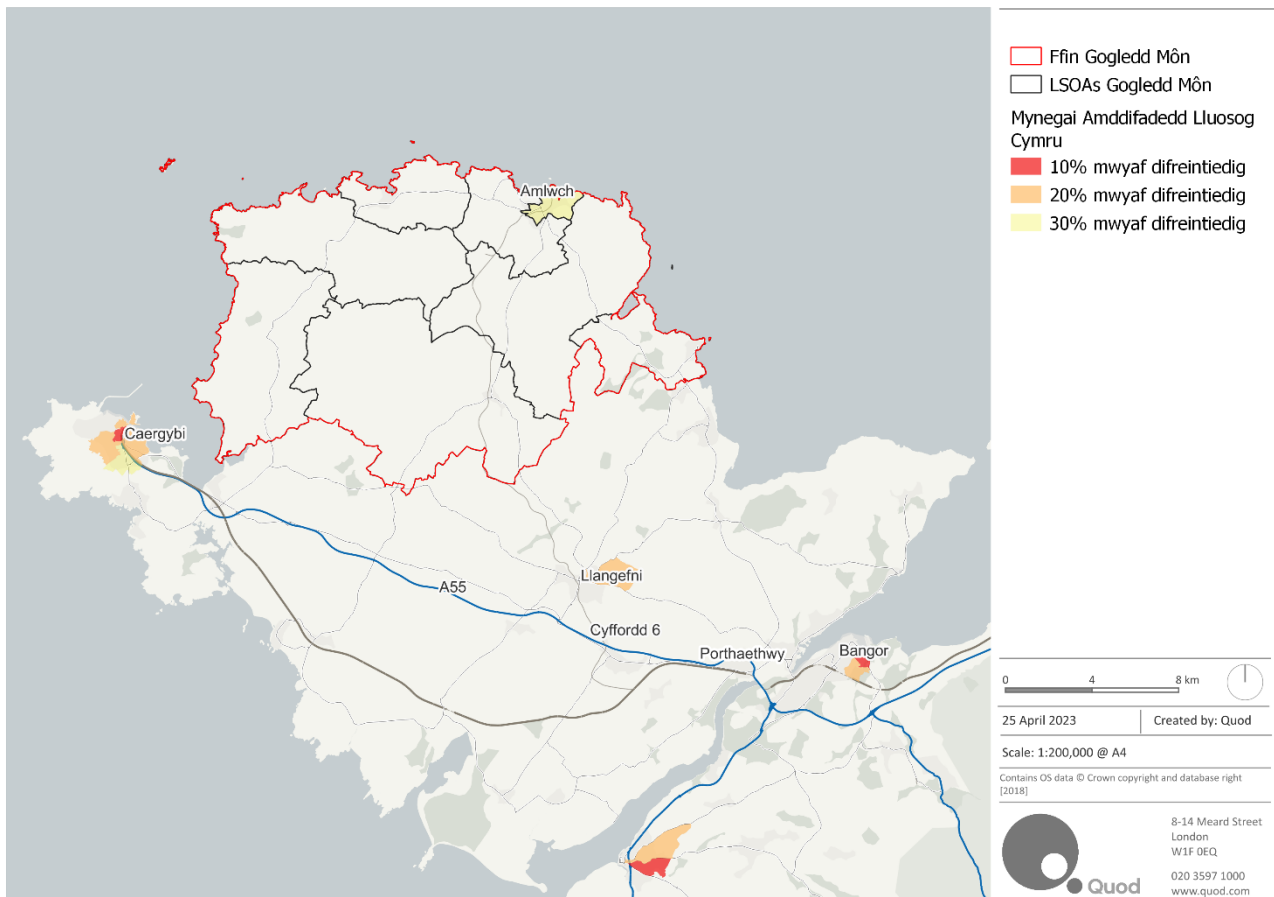 Ffin Gogledd Môn
LSOAs Gogledd Môn
Mynegai Amddifadedd Lluosog
Cymru
10% mwyaf difreintiedig
20% mwyaf difreintiedig
30% mwyaf difreintiedig
Amlwch
Caergybi
Llangefni
A55
Cyffordd 6
Porthaethwy
Bangor
0 4 8 km
25 April 2023
Created by: Quod
Scale: 1:200,000 @ A4
Contains OS data © Crown copyright and database right
[2018]
Quod
8-14 Meard Street
London
W1F 0EQ
020 3597 1000
www.quod.com